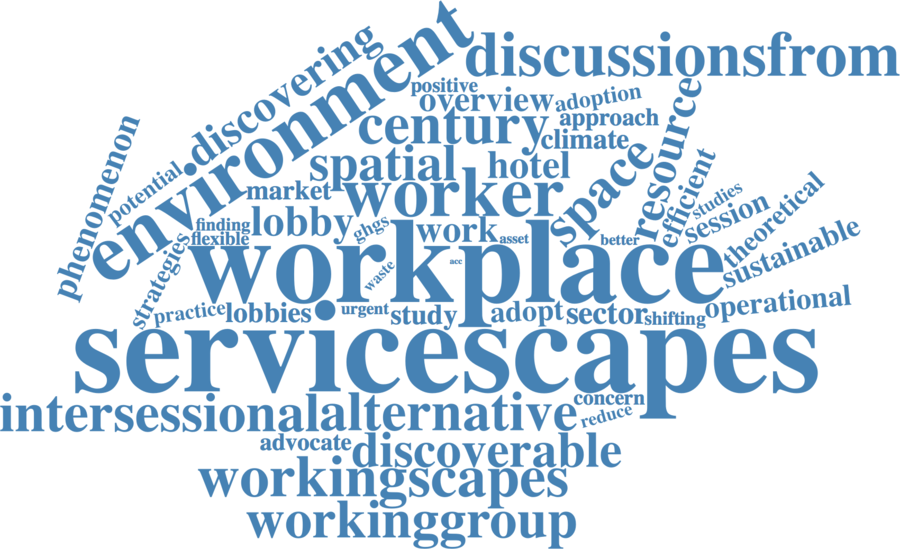 environment
discussionsfrom
discovering
positive
overview
adoption
century
approach
climate
resource
phenomenon
potential
spatial
hotel
space
market
worker
efficient
studies
session
theoretical
finding
flexible
lobby
ghgs
work
asset
better
sustainable
strategies
workplace
acc
waste
practice
lobbies
urgent
study
adopt
sector
shifting
operational
servicescapes
intersessional
alternative
concern
reduce
advocate
discoverable
workingscapes
workinggroup